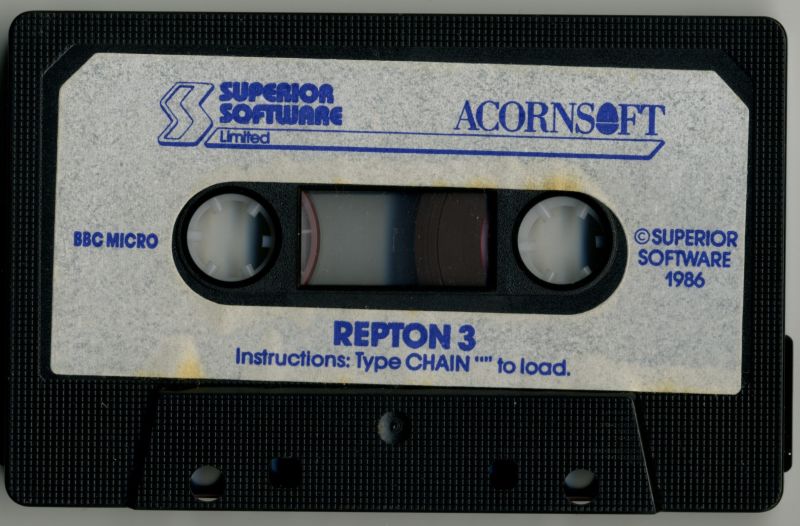 SUPERIOR
SOFTWARE
Limited
ACORNSOFT
BBC MICRO
©SUPERIOR
SOFTWARE
1986
REPTON 3
Instructions: Type CHAIN “” to load.